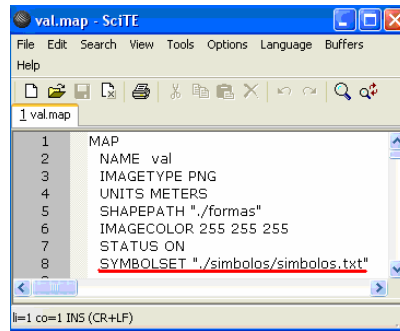 val.map - SciTE
File Edit Search View Tools Options Language Buffers
Help
1 val.map
1 MAP
2 NAME val
3 IMAGETYPE PNG
4 UNITS METERS
5 SHAPEPATH "./formas"
6 IMAGECOLOR 255 255 255
7 STATUS ON
8 SYMBOLSET "./simbolos/simbolos.txt"
li=1 co=1 INS (CR+LF)